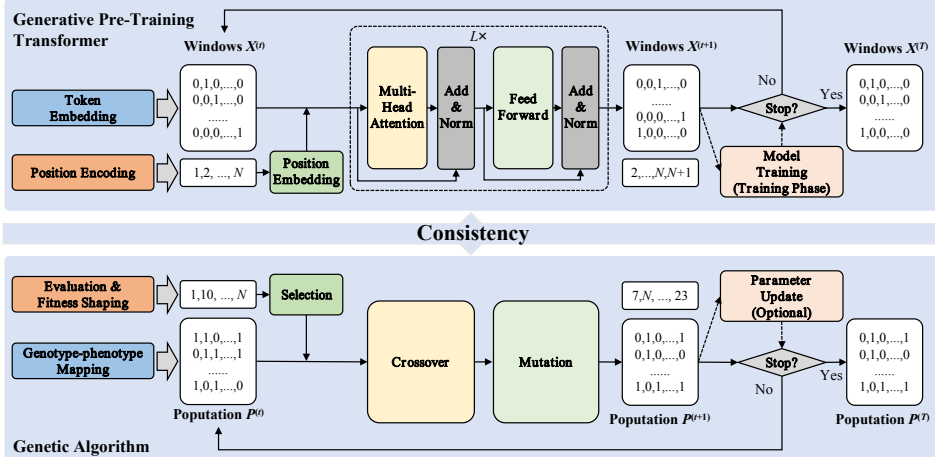 Generative Pre-Training
Transformer
Windows X(t)
L×
Windows X(t+1)
Windows X(T)
No
Yes
Token
Embedding
0,1,0,...,0
0,0,1,...,0
......
0,0,0,...,1
Multi-
Head
Attention
Add
&
Norm
Feed
Forward
Add
&
Norm
0,0,1,...,0
......
0,0,0,...,1
1,0,0,...,0
Stop?
0,1,0,...,0
0,0,1,...,0
......
1,0,0,...,0
Position Encoding
1,2, ..., N
Position
Embedding
2,...,N,N+1
Model
Training
(Training Phase)
Consistency
Evaluation &
Fitness Shaping
1,10, ..., N
Selection
7,N, ..., 23
Parameter
Update
(Optional)
Genotype-phenotype
Mapping
1,1,0,...,1
0,1,1,...,1
......
1,0,1,...,0
Crossover
Mutation
0,1,0,...,1
0,1,0,...,0
......
1,0,1,...,1
Stop?
Yes
No
0,1,0,...,1
0,1,0,...,0
......
1,0,1,...,1
Poputation P(t)
Poputation P(t+1)
Poputation P(T)
Genetic Algorithm